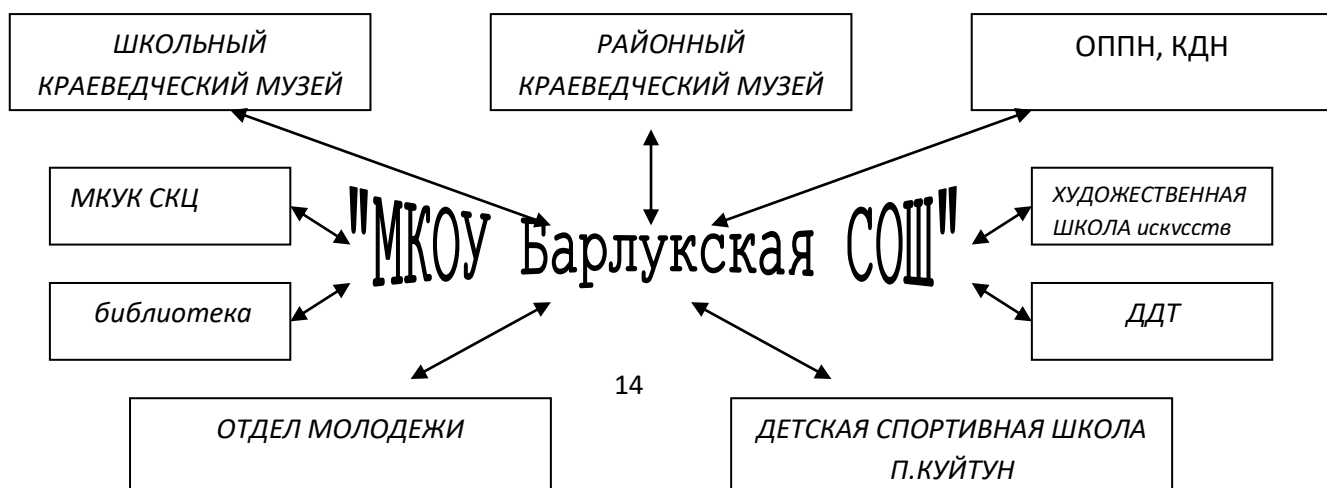 ШКОЛЬНЫЙ
КРАЕВЕДЧЕСКИЙ МУЗЕЙ
РАЙОННЫЙ
КРАЕВЕДЧЕСКИЙ МУЗЕЙ
ОППН, КДН
МКУК СКЦ
"МКОУ Барлукская СОШ"
ХУДОЖЕСТВЕННАЯ
ШКОЛА искусств
библиотека
ДДТ
14
ОТДЕЛ МОЛОДЕЖИ
ДЕТСКАЯ СПОРТИВНАЯ ШКОЛА
П.КУЙТУН